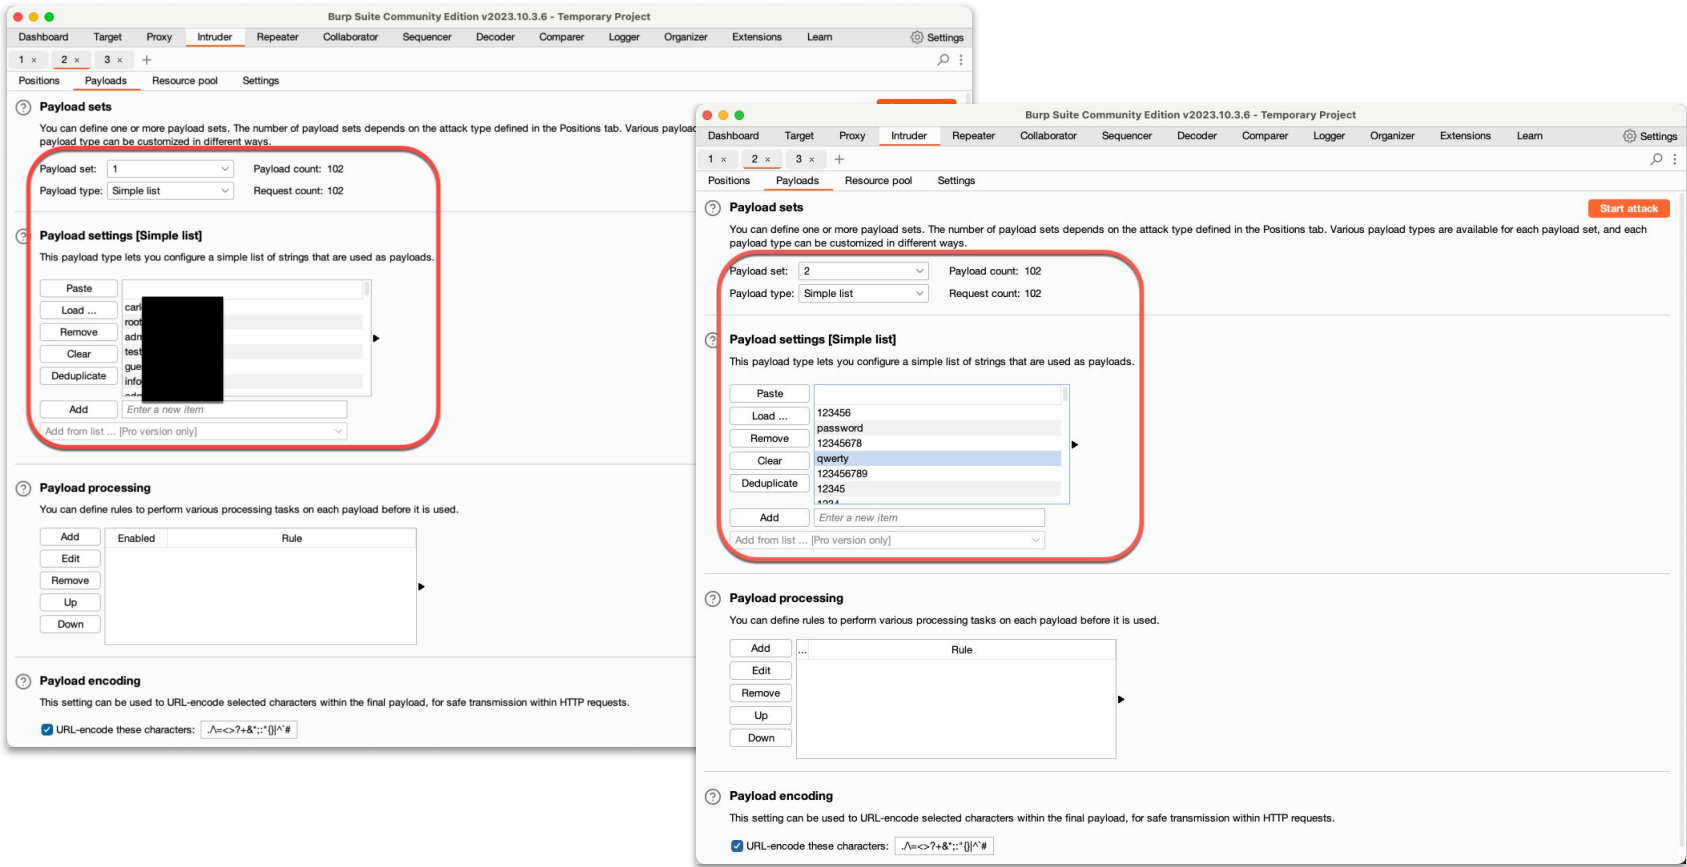 Burp Suite Community Edition v2023.10.3.6 - Temporary Project
Dashboard Target Proxy Intruder Repeater Collaborator Sequencer Decoder Comparer Logger Organizer Extensions Learn Settings
1 × 2 × 3 × +
Positions Payloads Resource pool Settings
Payload sets
You can define one or more payload sets. The number of payload sets depends on the attack type defined in the Positions tab. Various
payload type can be customized in different ways.
Payload set: 1 Payload count: 102
Payload type: Simple list Request count: 102
Payload settings [Simple list]
This payload type lets you configure a simple list of strings that are used as payloads.
Paste
Load ...
Remove
Clear
Deduplicate
test
info
Add Enter a new item
Add from list ... [Pro version only]
Payload processing
You can define rules to perform various processing tasks on each payload before it is used.
Add Enabled Rule
Edit
Remove
Up
Down
Payload encoding
This setting can be used to URL-encode selected characters within the final payload, for safe transmission within HTTP requests.
URL-encode these characters: ./\=<>?+&*;:"{}|^`#
Burp Suite Community Edition v2023.10.3.6 - Temporary Project
Dashboard Target Proxy Intruder Repeater Collaborator Sequencer Decoder Comparer Logger Organizer Extensions Learn Settings
1 × 2 × 3 × +
Positions Payloads Resource pool Settings
Payload sets Start attack
You can define one or more payload sets. The number of payload sets depends on the attack type defined in the Positions tab. Various payload types are available for each payload set, and each
payload type can be customized in different ways.
Payload set: 2 Payload count: 102
Payload type: Simple list Request count: 102
Payload settings [Simple list]
This payload type lets you configure a simple list of strings that are used as payloads.
Paste
Load ... 123456
password
Remove 12345678
Clear qwerty
123456789
Deduplicate 12345
1234
Add Enter a new item
Add from list ... [Pro version only]
Payload processing
You can define rules to perform various processing tasks on each payload before it is used.
Add ... Rule
Edit
Remove
Up
Down
Payload encoding
This setting can be used to URL-encode selected characters within the final payload, for safe transmission within HTTP requests.
URL-encode these characters: ./\=<>?+&*;:"{}|^`#